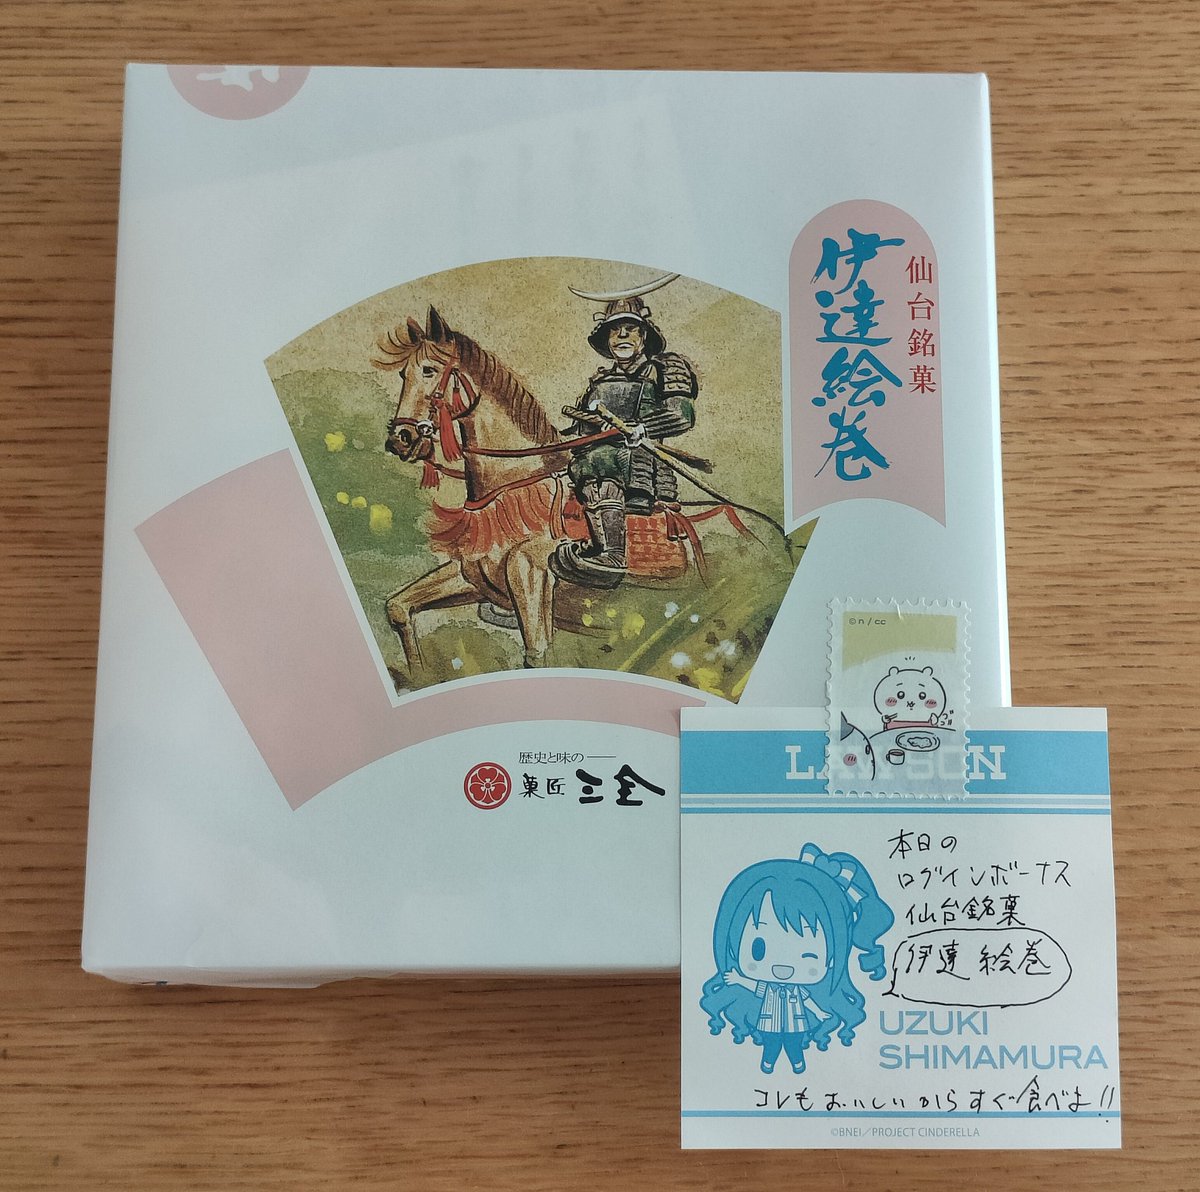 仙台銘菓
伊達絵巻
歴史と味の
菓匠 三全
©n/cc
LAWSON
本日の
ログインボーナス
仙台銘菓
伊達絵巻
UZUKI
SHIMAMURA
コレもおいしいからすぐ食べよ!!
©BNEI/PROJECT CINDERELLA